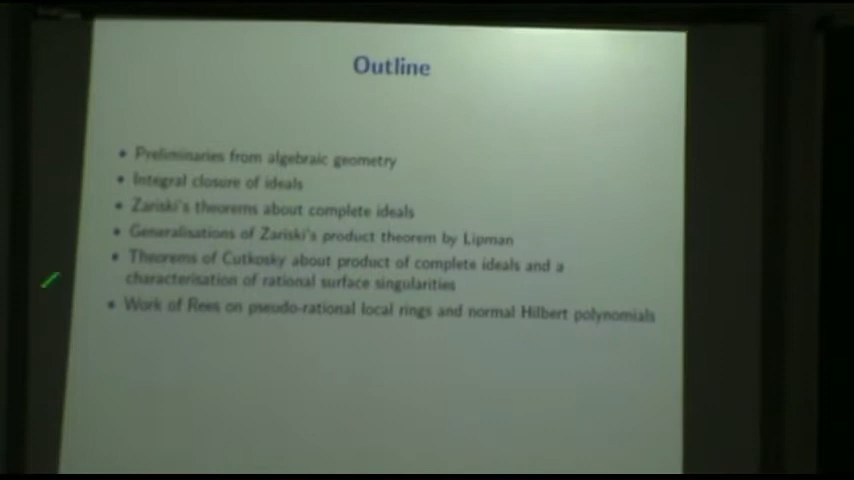 Outline
• Preliminaries from algebraic geometry
• Integral closure of ideals
• Zariski's theorems about complete ideals
• Generalisations of Zariski's product theorem by Lipman
• Theorems of Cutkosky about product of complete ideals and a
characterisation of rational surface singularities
• Work of Rees on pseudo-rational local rings and normal Hilbert polynomials